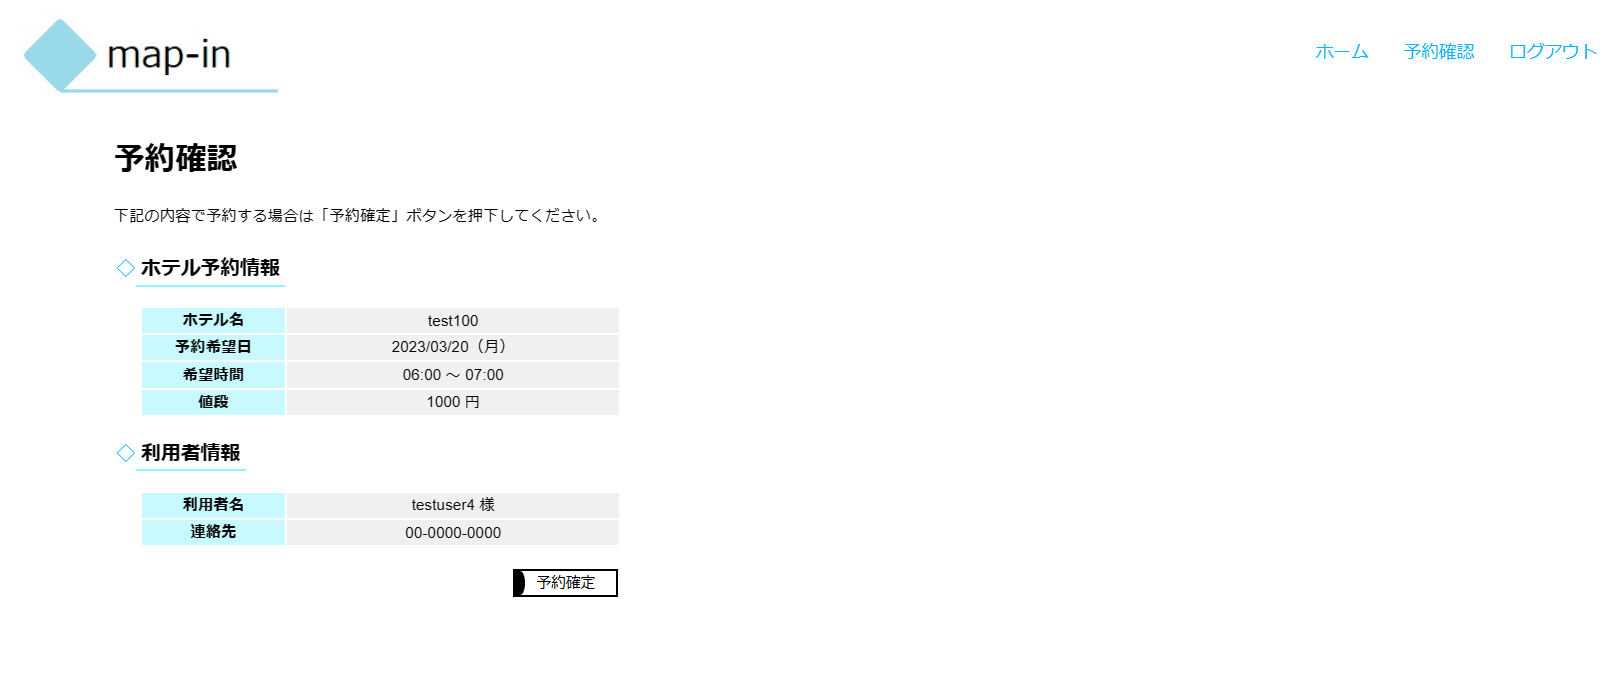 map-in
ホーム 予約確認 ログアウト
予約確認
下記の内容で予約する場合は「予約確定」ボタンを押下してください。
◇ ホテル予約情報
ホテル名 test100
予約希望日 2023/03/20（月）
希望時間 06:00 ～ 07:00
値段 1000 円
◇ 利用者情報
利用者名 testuser4 様
連絡先 00-0000-0000
予約確定